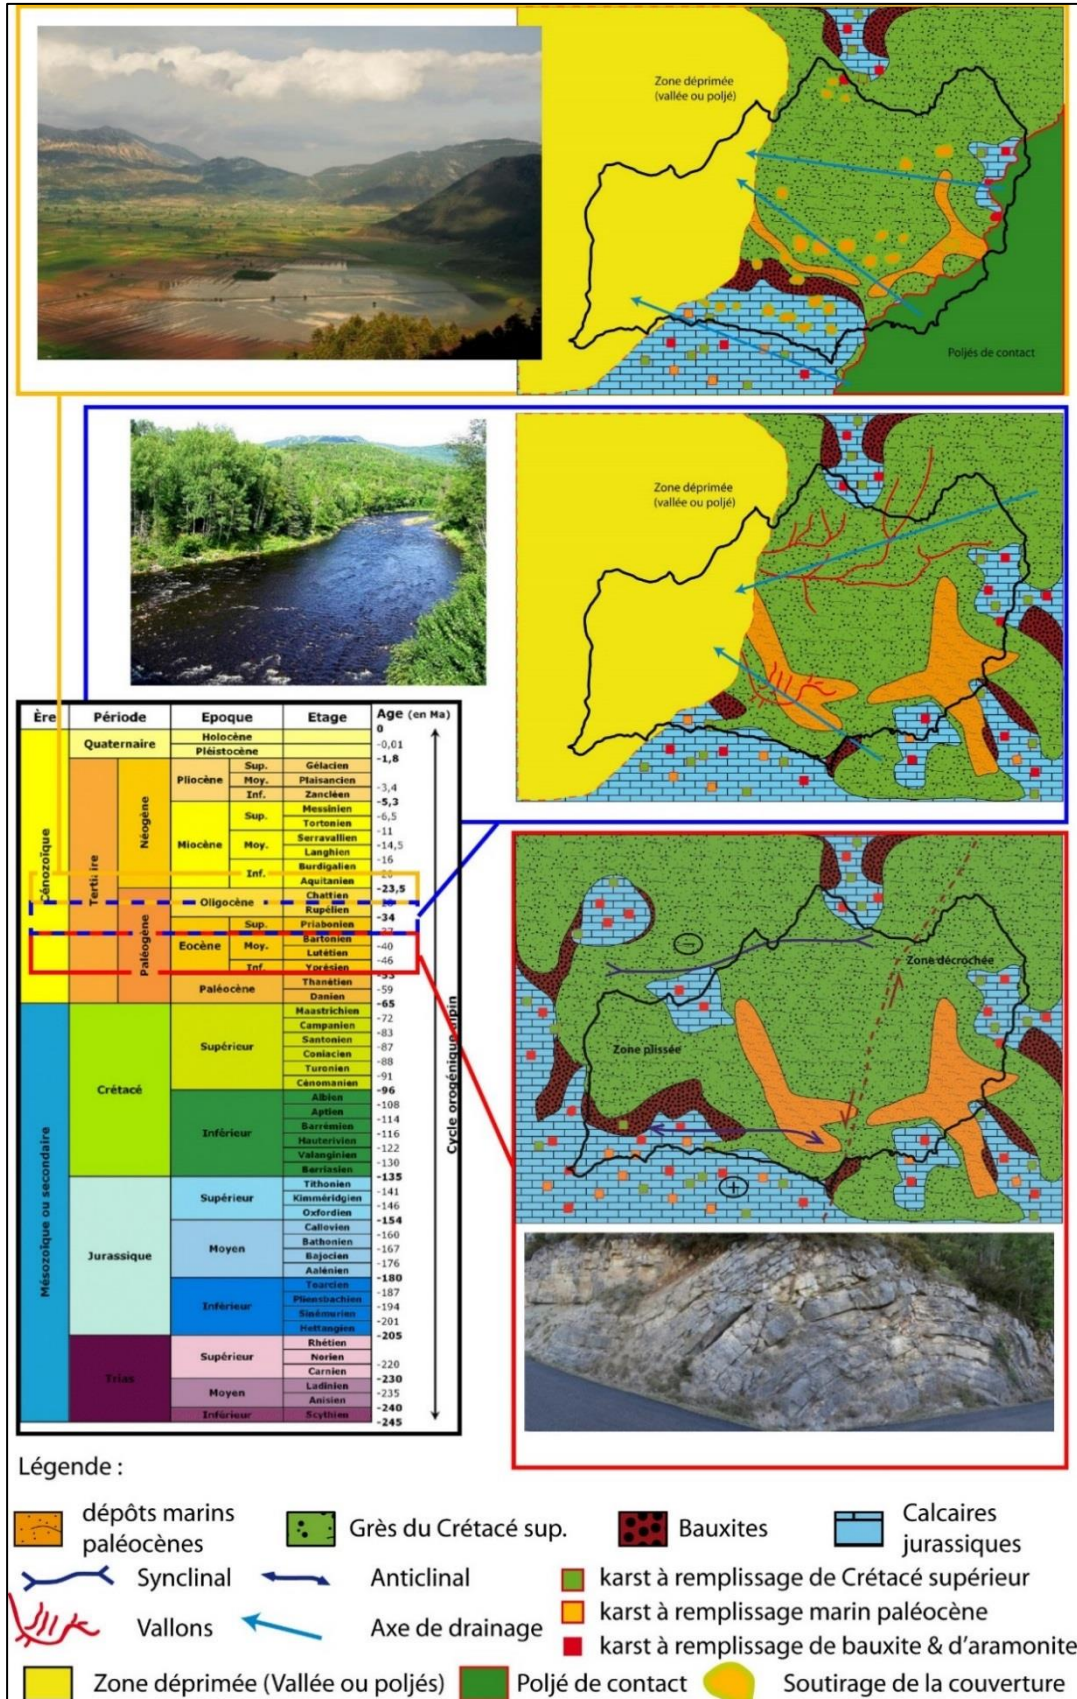 Zone déprimée
(vallée ou poljé)
Poljés de contact
Zone déprimée
(vallée ou poljé)
Ère Période Epoque Etage Age (en Ma)
0
Quaternaire Holocène
-0,01
Pléistocène
-1,8
Cénozoïque Tertiaire Néogène Pliocène Sup. Gélacien
Moy. Plaisancien
-3,4
Inf. Zancléen
-5,3
Miocène Sup. Messinien
-6,5
Tortonien
-11
Moy. Serravallien
-14,5
Langhien
-16
Inf. Burdigalien
Aquitanien
-23,5
Paléogène Oligocène Chattien
Rupélien
-34
Eocène Sup. Priabonien
Moy. Bartonien
-40
Lutétien
-46
Inf. Yprésien
-53
Paléocène Thanétien
-59
Danien
-65
Mésozoïque ou secondaire Crétacé Supérieur Maastrichien
-72
Campanien
-83
Santonien
-87
Coniacien
-88
Turonien
-91
Cénomanien
-96
Inférieur Albien
-108
Aptien
-114
Barrémien
-116
Hauterivien
-122
Valanginien
-130
Berriasien
-135
Jurassique Supérieur Tithonien
-141
Kimméridgien
-146
Oxfordien
-154
Moyen Callovien
-160
Bathonien
-167
Bajocien
-176
Aalénien
-180
Inférieur Toarcien
-187
Pliensbachien
-194
Sinémurien
-201
Hettangien
-205
Trias Supérieur Rhétien
Norien
-220
Carnien
-230
Moyen Ladinien
-235
Anisien
-240
Inférieur Scythien
-245
Cycle orogénique alpin
-
Zone décrochée
Zone plissée
+
Légende :
dépôts marins
paléocènes
Grès du Crétacé sup.
Bauxites
Calcaires
jurassiques
Synclinal
Anticlinal
karst à remplissage de Crétacé supérieur
Vallons
Axe de drainage
karst à remplissage marin paléocène
karst à remplissage de bauxite & d'aramonite
Zone déprimée (Vallée ou poljés)
Poljé de contact
Soutirage de la couverture